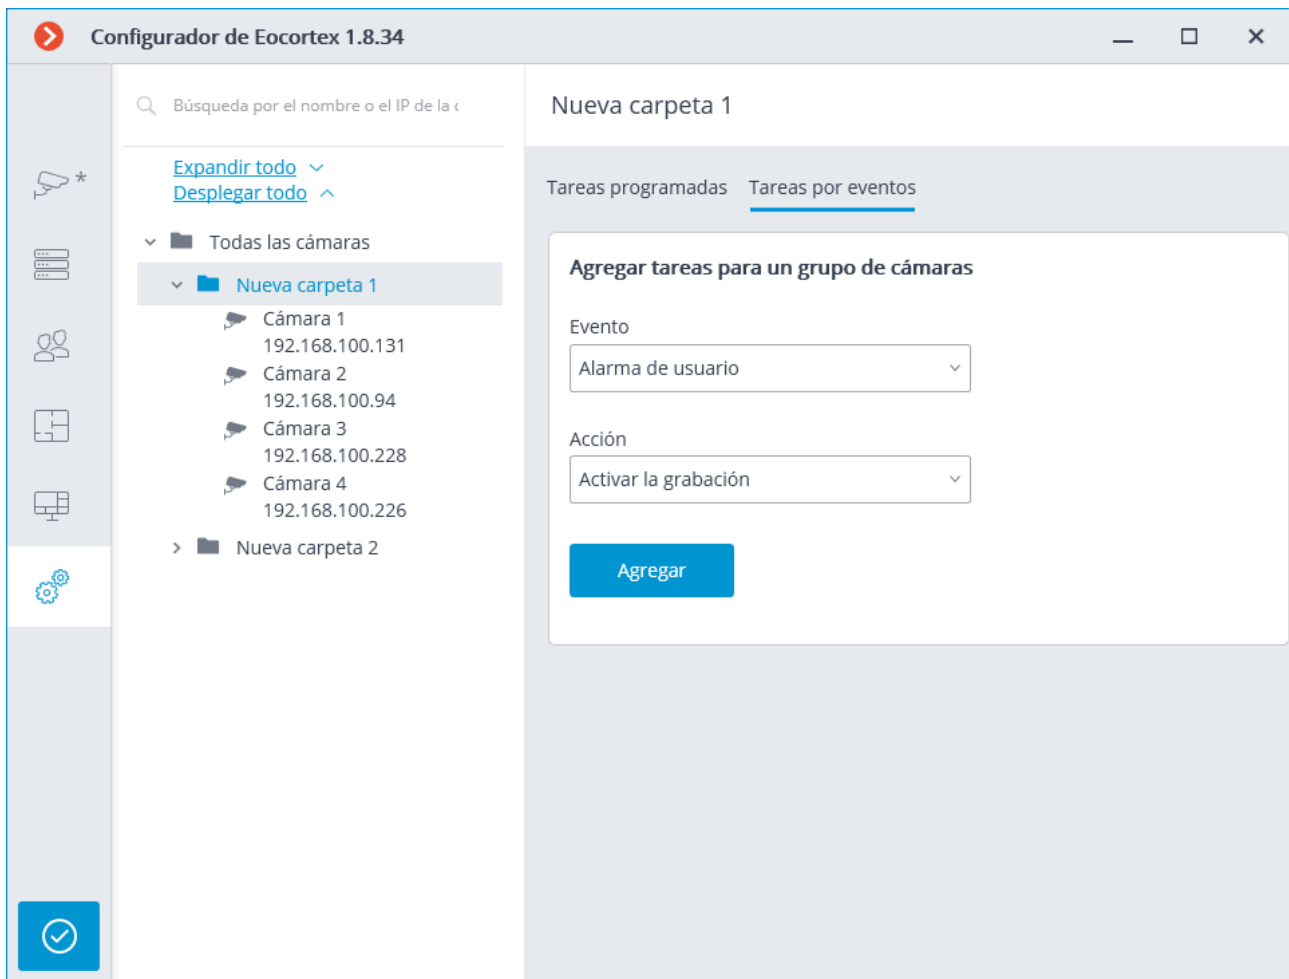 Configurador de Eocortex 1.8.34
Búsqueda por el nombre o el IP de la c
Expandir todo
Desplegar todo
Todas las cámaras
Nueva carpeta 1
Cámara 1
192.168.100.131
Cámara 2
192.168.100.94
Cámara 3
192.168.100.228
Cámara 4
192.168.100.226
Nueva carpeta 2
Nueva carpeta 1
Tareas programadas Tareas por eventos
Agregar tareas para un grupo de cámaras
Evento
Alarma de usuario
Acción
Activar la grabación
Agregar